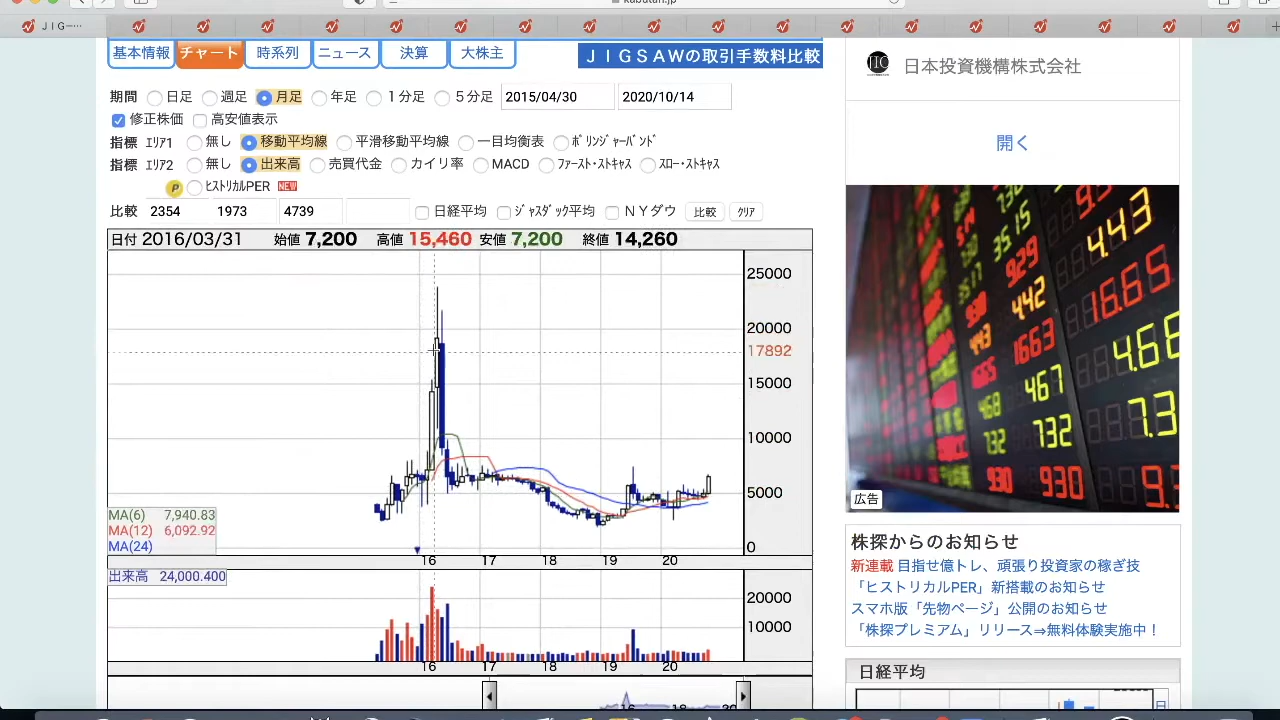 kabutan.jp
ＪＩＧ—…
基本情報 チャート 時系列 ニュース 決算 大株主
ＪＩＧＳＡＷの取引手数料比較
日本投資機構株式会社
期間 日足 週足 月足 年足 １分足 ５分足 2015/04/30 2020/10/14
修正株価 高安値表示
指標 ｴﾘｱ1 無し 移動平均線 平滑移動平均線 一目均衡表 ﾎﾞﾘﾝｼﾞｬｰﾊﾞﾝﾄﾞ
指標 ｴﾘｱ2 無し 出来高 売買代金 カイリ率 MACD ﾌｧｰｽﾄ･ｽﾄｷｬｽ ｽﾛｰ･ｽﾄｷｬｽ
P ﾋｽﾄﾘｶﾙPER NEW
比較 2354 1973 4739 日経平均 ｼﾞｬｽﾀﾞｯｸ平均 ＮＹダウ 比較 ｸﾘｱ
日付 2016/03/31 始値 7,200 高値 15,460 安値 7,200 終値 14,260
25000
20000
17892
15000
10000
5000
0
MA(6) 7,940.83
MA(12) 6,092.92
MA(24)
16 17 18 19 20
出来高 24,000.400
20000
10000
16 17 18 19 20
16 18 20
開く
広告
株探からのお知らせ
新連載 目指せ億トレ、頑張り投資家の稼ぎ技
「ヒストリカルPER」新搭載のお知らせ
スマホ版「先物ページ」公開のお知らせ
「株探プレミアム」リリース⇒無料体験実施中！
日経平均
日